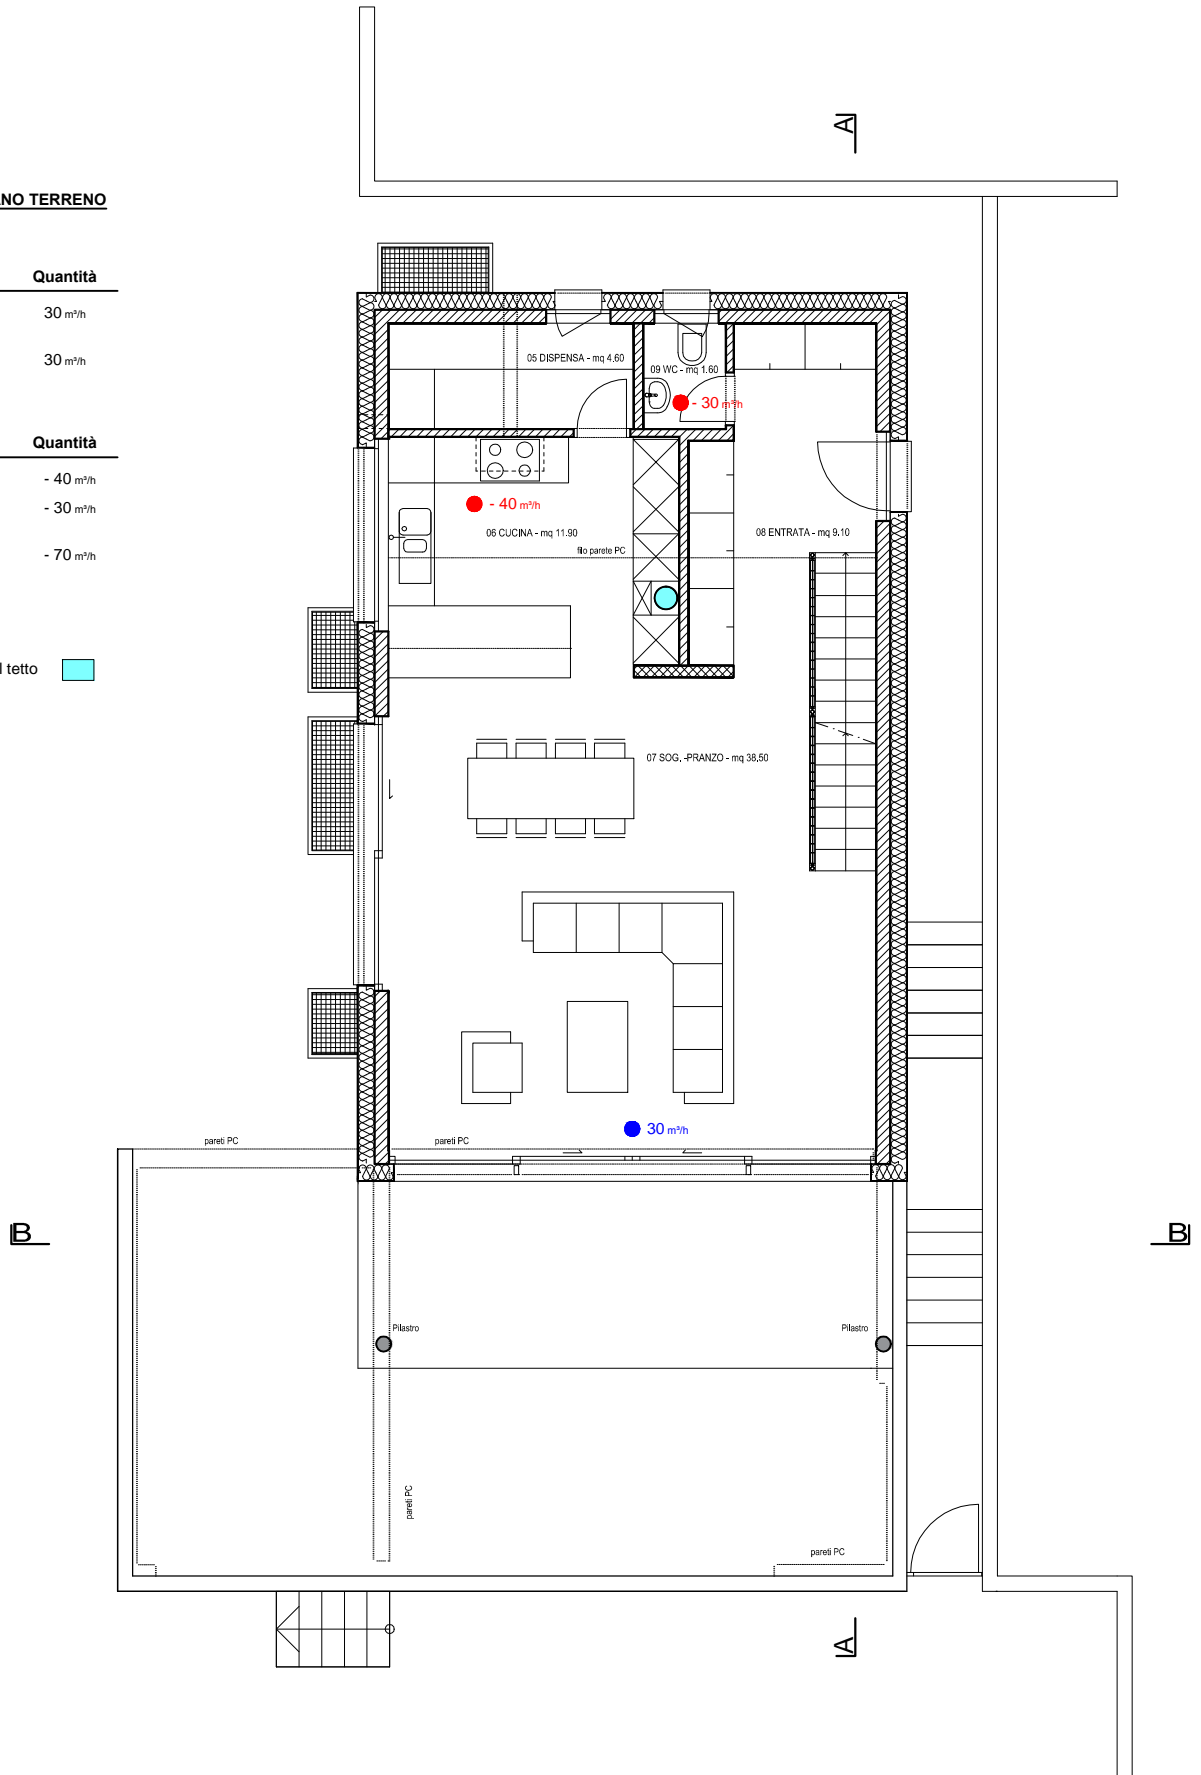 A
ANO TERRENO
Quantità
30 m³/h
30 m³/h
Quantità
- 40 m³/h
- 30 m³/h
- 70 m³/h
l tetto
05 DISPENSA - mq 4.60
09 WC - mq 1.60
- 30 m³/h
- 40 m³/h
06 CUCINA - mq 11.90
08 ENTRATA - mq 9.10
filo parete PC
07 SOG. -PRANZO - mq 38.50
30 m³/h
pareti PC
pareti PC
B
B
Pilastro
Pilastro
pareti PC
pareti PC
A